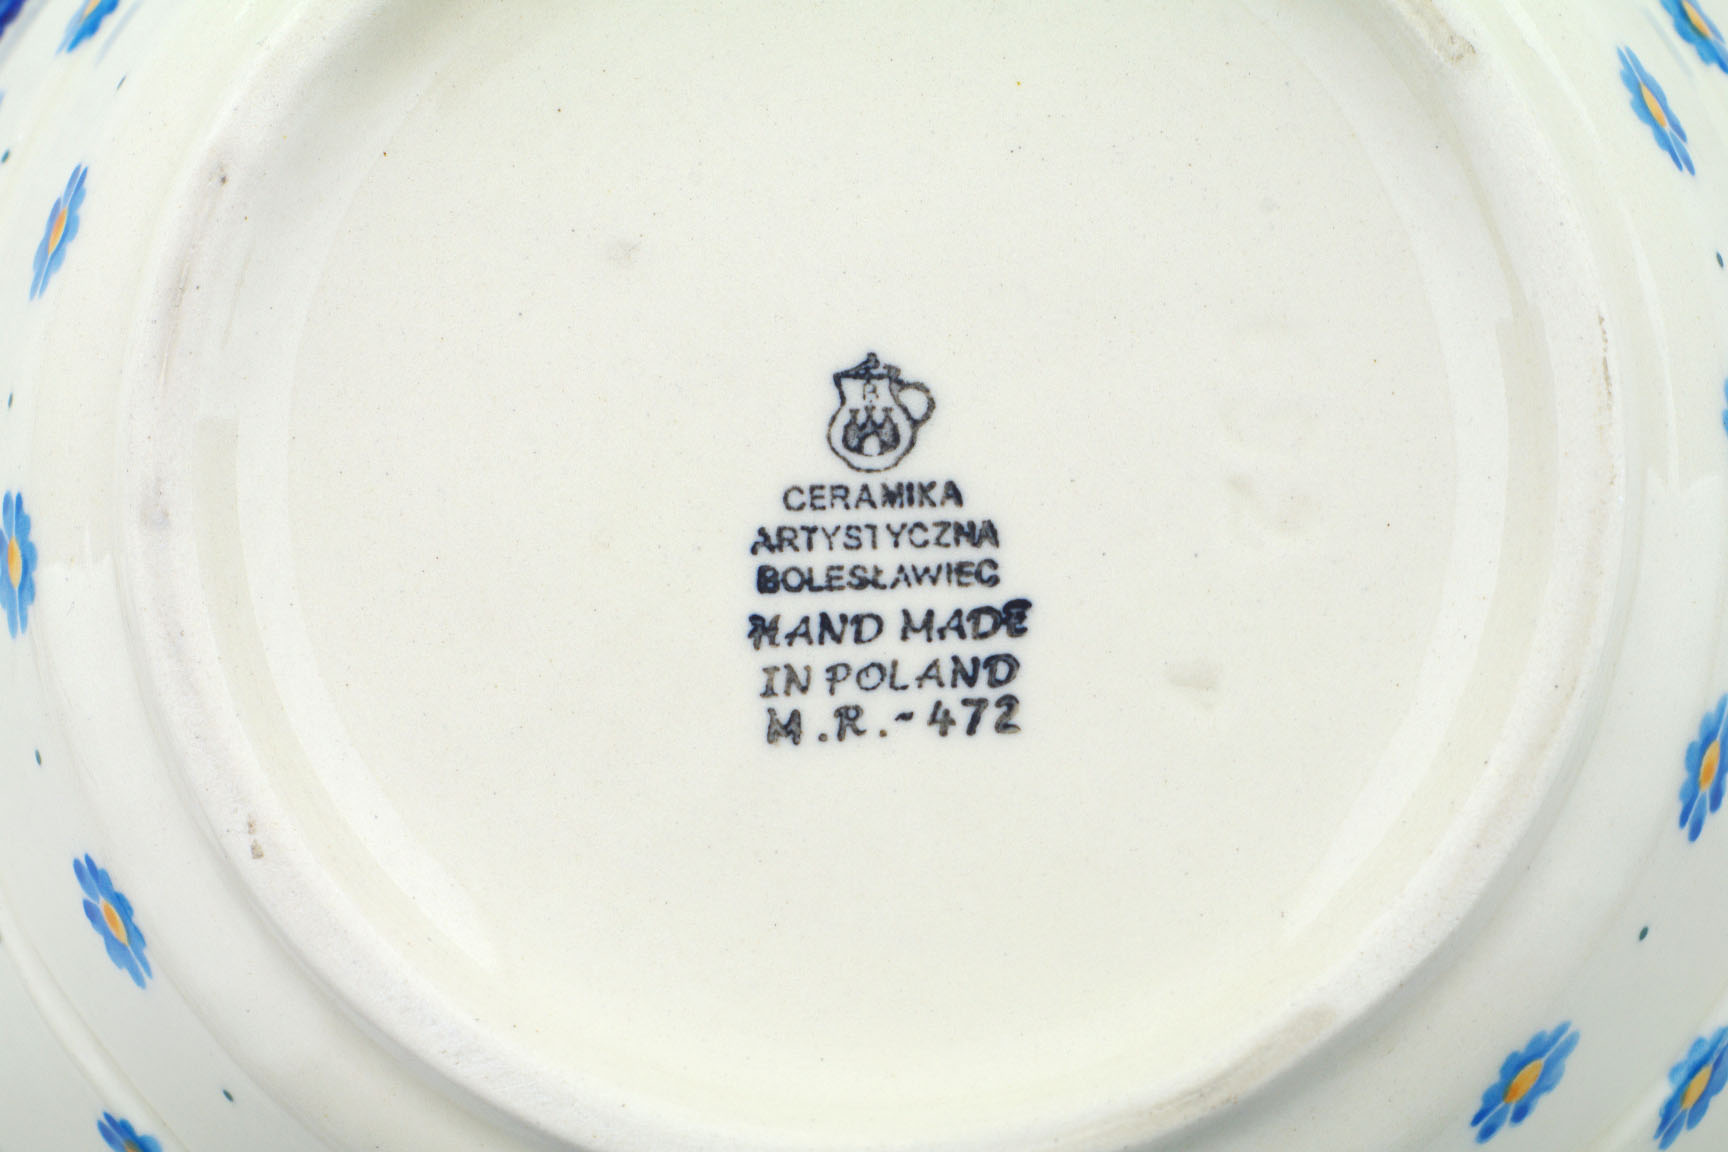 B
CERAMIKA
ARTYSTYCZNA
BOLESŁAWIEC
HAND MADE
IN POLAND
M.R.-472